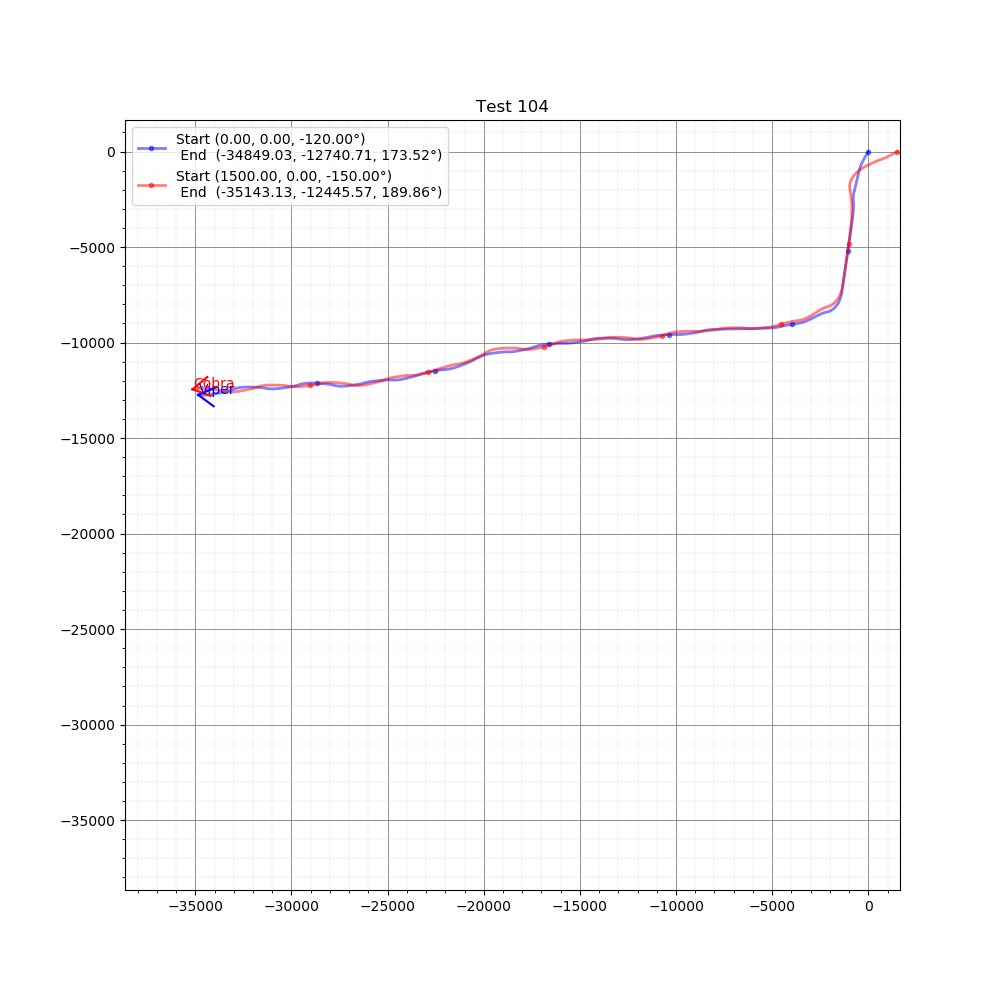 Test 104
Start (0.00, 0.00, -120.00°)
End (-34849.03, -12740.71, 173.52°)
Start (1500.00, 0.00, -150.00°)
End (-35143.13, -12445.57, 189.86°)
0
−5000
−10000
−15000
−20000
−25000
−30000
−35000
Cobra
Viper
−35000 −30000 −25000 −20000 −15000 −10000 −5000 0